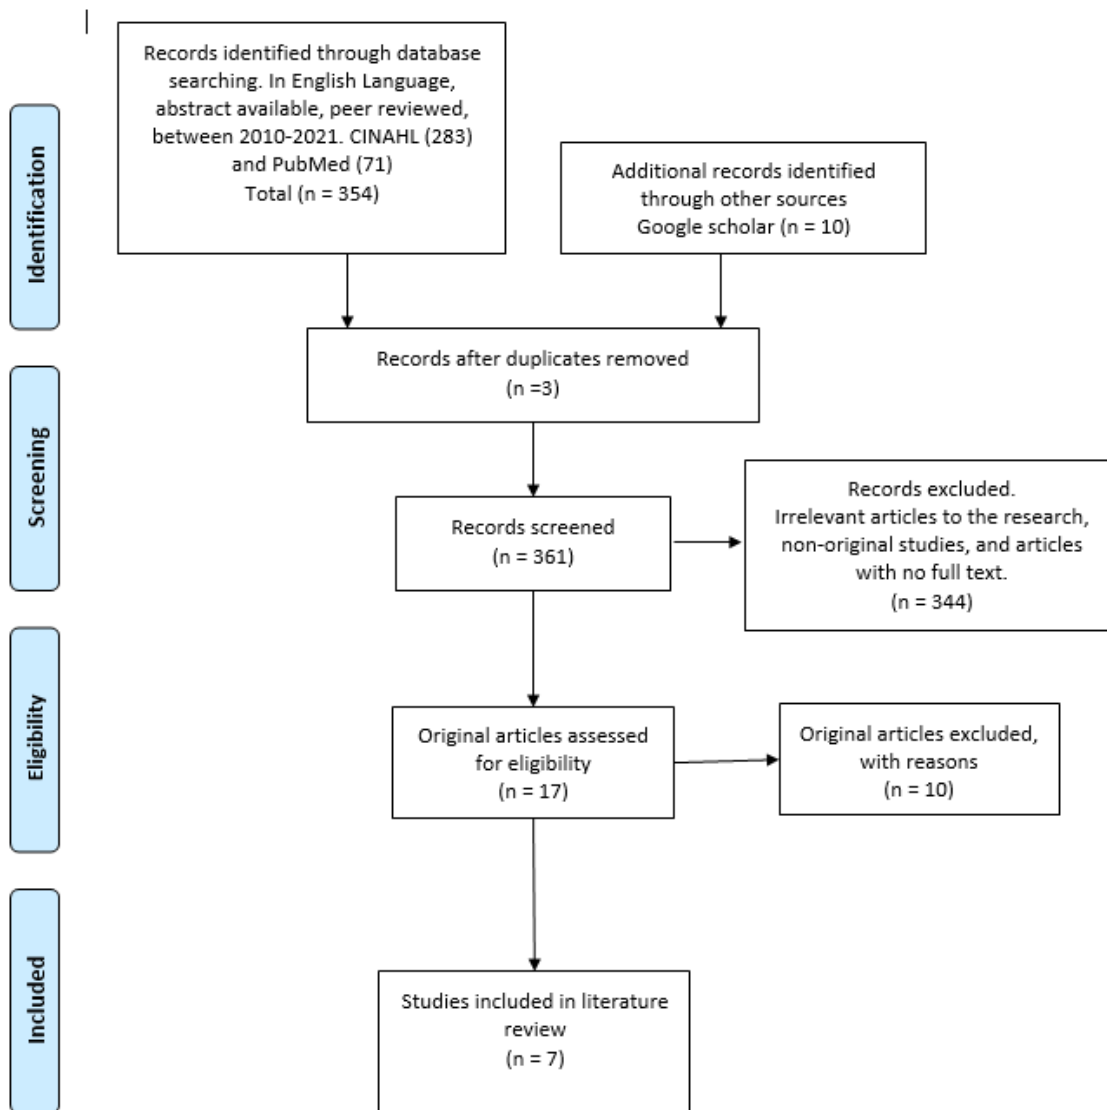 Records identified through database
searching. In English Language,
abstract available, peer reviewed,
between 2010-2021. CINAHL (283)
and PubMed (71)
Total (n = 354)
Additional records identified
through other sources
Google scholar (n = 10)
Identification
Records after duplicates removed
(n =3)
Screening
Records screened
(n = 361)
Records excluded.
Irrelevant articles to the research,
non-original studies, and articles
with no full text.
(n = 344)
Eligibility
Original articles assessed
for eligibility
(n = 17)
Original articles excluded,
with reasons
(n = 10)
Included
Studies included in literature
review
(n = 7)